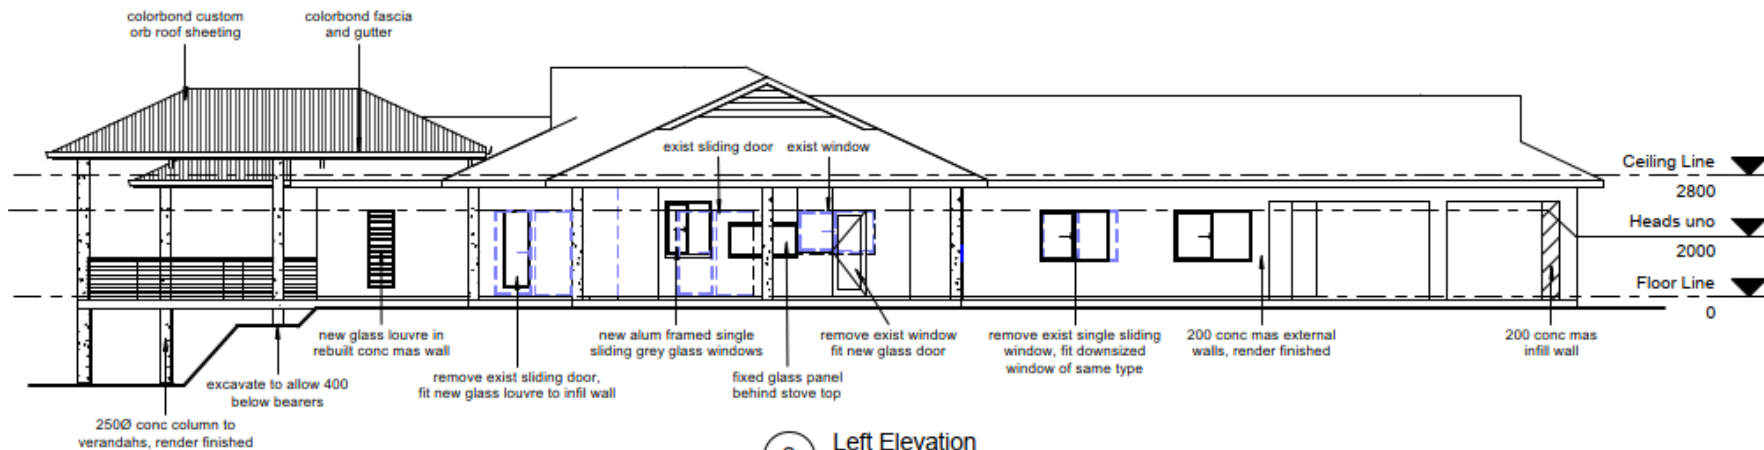 colorbond custom
orb roof sheeting
colorbond fascia
and gutter
exist sliding door
exist window
Ceiling Line
2800
Heads uno
2000
Floor Line
0
new glass louvre in
rebuilt conc mas wall
new alum framed single
sliding grey glass windows
remove exist window
fit new glass door
remove exist single sliding
window, fit downsized
window of same type
200 conc mas external
walls, render finished
200 conc mas
infill wall
excavate to allow 400
below bearers
remove exist sliding door,
fit new glass louvre to infil wall
fixed glass panel
behind stove top
250Ø conc column to
verandahs, render finished
Left Elevation